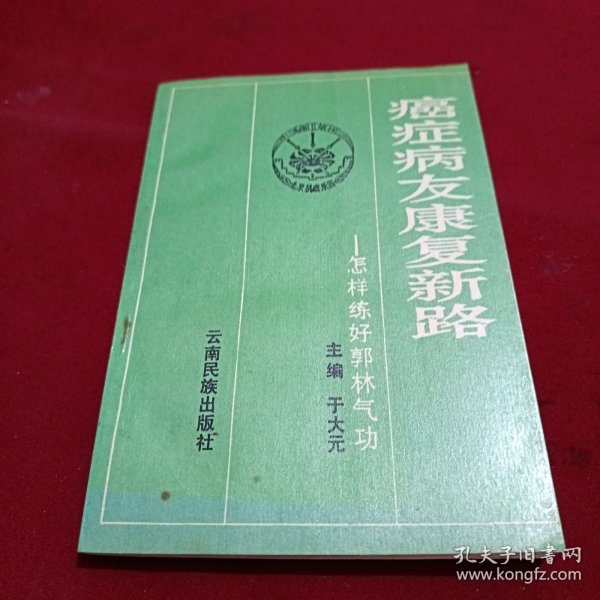 癌症病友康复新路
—怎样练好郭林气功
主编 于大元
云南民族出版社
孔夫子旧书网
www.kongfz.com